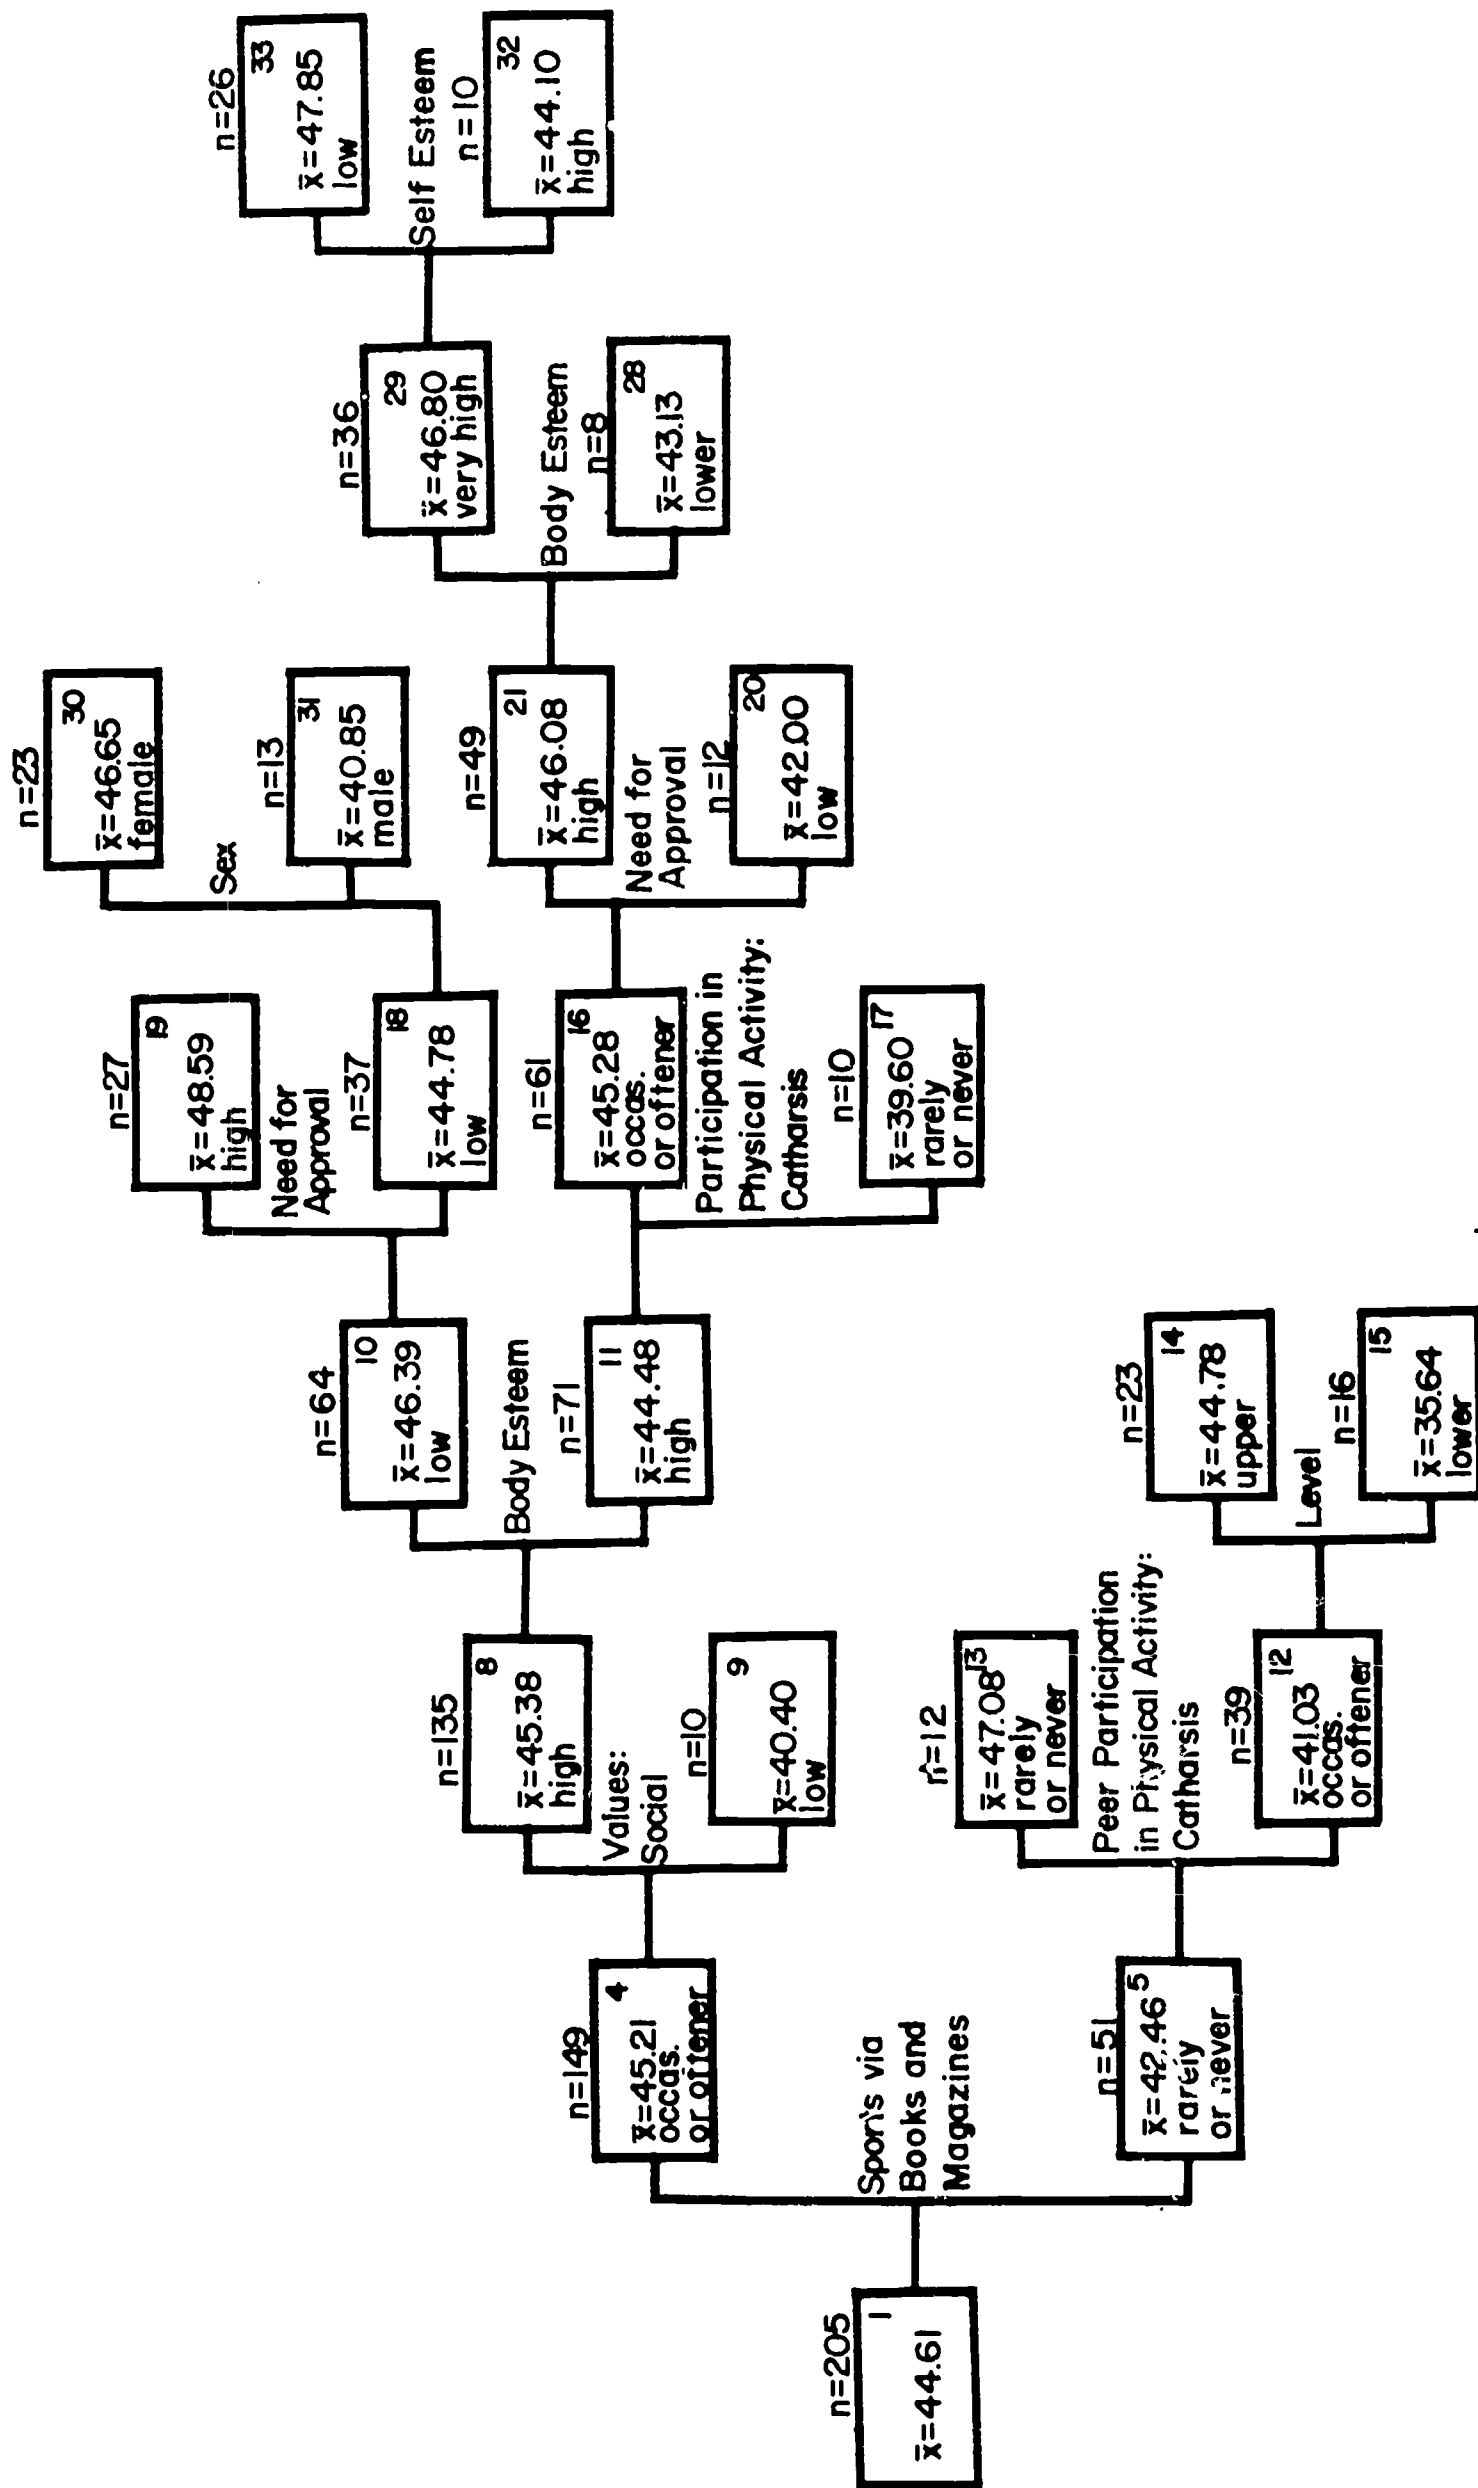 n=205
1
x̄=44.61
Sports via
Books and
Magazines
n=149
4
x̄=45.21
occas.
or oftener
n=51
5
x̄=42.46
rarely
or never
Values:
Social
n=135
8
x̄=45.38
high
n=10
9
x̄=40.40
low
Peer Participation
in Physical Activity:
Catharsis
n=12
13
x̄=47.08
rarely
or never
n=39
12
x̄=41.03
occas.
or oftener
Body Esteem
n=64
10
x̄=46.39
low
n=71
11
x̄=44.48
high
Level
n=23
14
x̄=44.78
upper
n=16
15
x̄=35.64
lower
Need for
Approval
n=27
19
x̄=48.59
high
n=37
18
x̄=44.78
low
Participation in
Physical Activity:
Catharsis
n=61
16
x̄=45.28
occas.
or oftener
n=10
17
x̄=39.60
rarely
or never
Sex
n=23
30
x̄=46.65
female
n=13
31
x̄=40.85
male
Need for
Approval
n=49
21
x̄=46.08
high
n=12
20
x̄=42.00
low
Body Esteem
n=36
29
x̄=46.80
very high
n=8
28
x̄=43.13
lower
Self Esteem
n=26
33
x̄=47.85
low
n=10
32
x̄=44.10
high